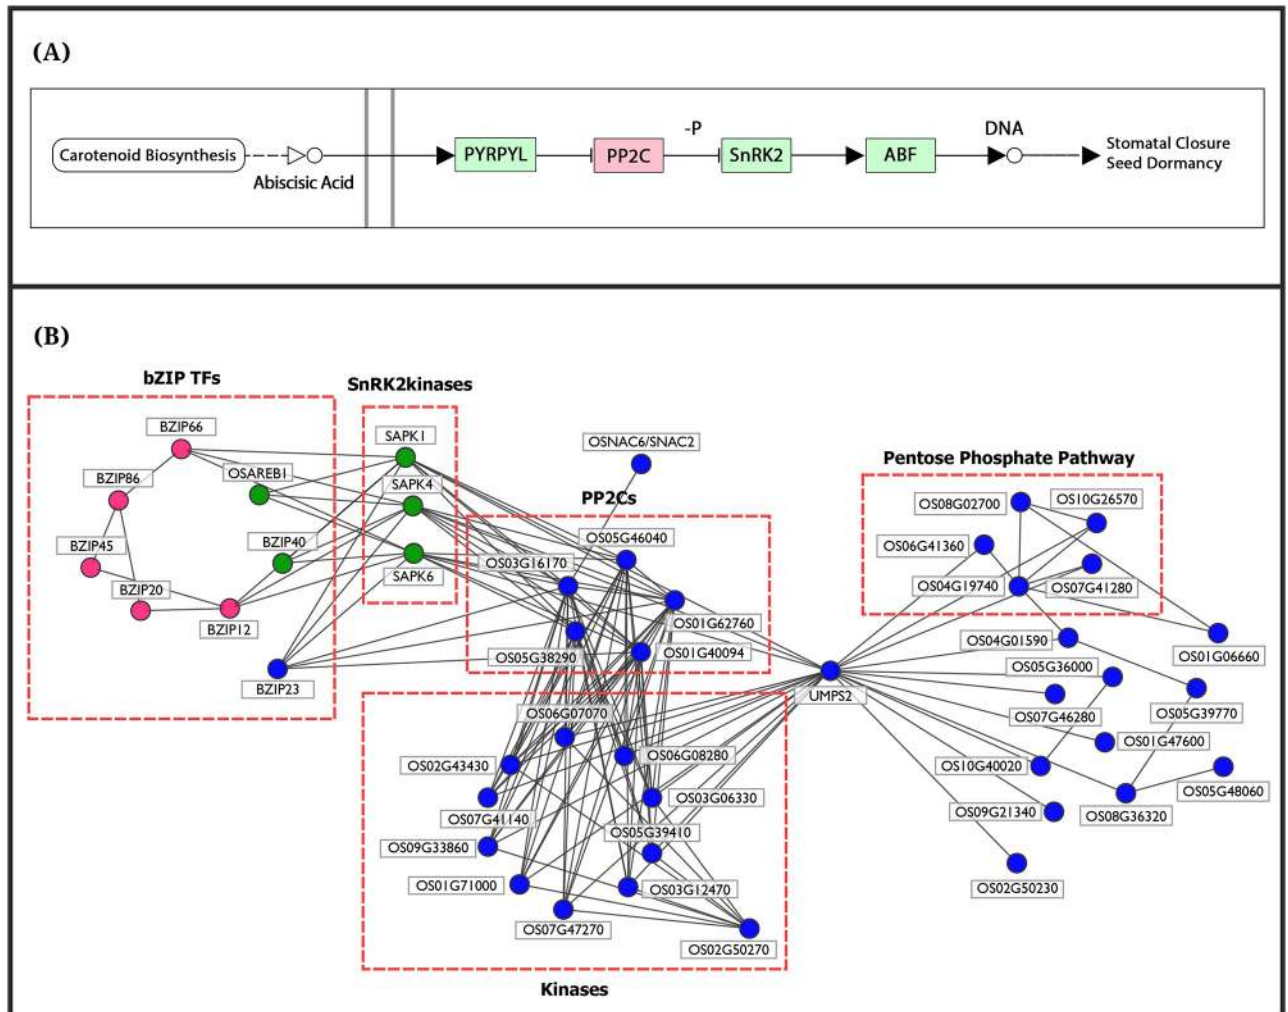 (A)
-P
DNA
Carotenoid Biosynthesis
PYRPYL
PP2C
SnRK2
ABF
Stomatal Closure
Seed Dormancy
Abiscisic Acid
(B)
bZIP TFs
SnRK2kinases
BZIP66
SAPK1
OSNAC6/SNAC2
Pentose Phosphate Pathway
BZIP86
OSAREB1
SAPK4
PP2Cs
OS08G02700
OS10G26570
BZIP45
BZIP40
OS05G46040
OS06G41360
OS03G16170
SAPK6
BZIP20
OS04G19740
OS07G41280
BZIP12
OS01G62760
OS04G01590
OS01G06660
OS05G38290
OS01G40094
OS05G36000
BZIP23
UMPS2
OS07G46280
OS05G39770
OS06G07070
OS01G47600
OS02G43430
OS06G08280
OS10G40020
OS05G48060
OS03G06330
OS07G41140
OS09G21340
OS08G36320
OS05G39410
OS09G33860
OS01G71000
OS03G12470
OS02G50230
OS07G47270
OS02G50270
Kinases